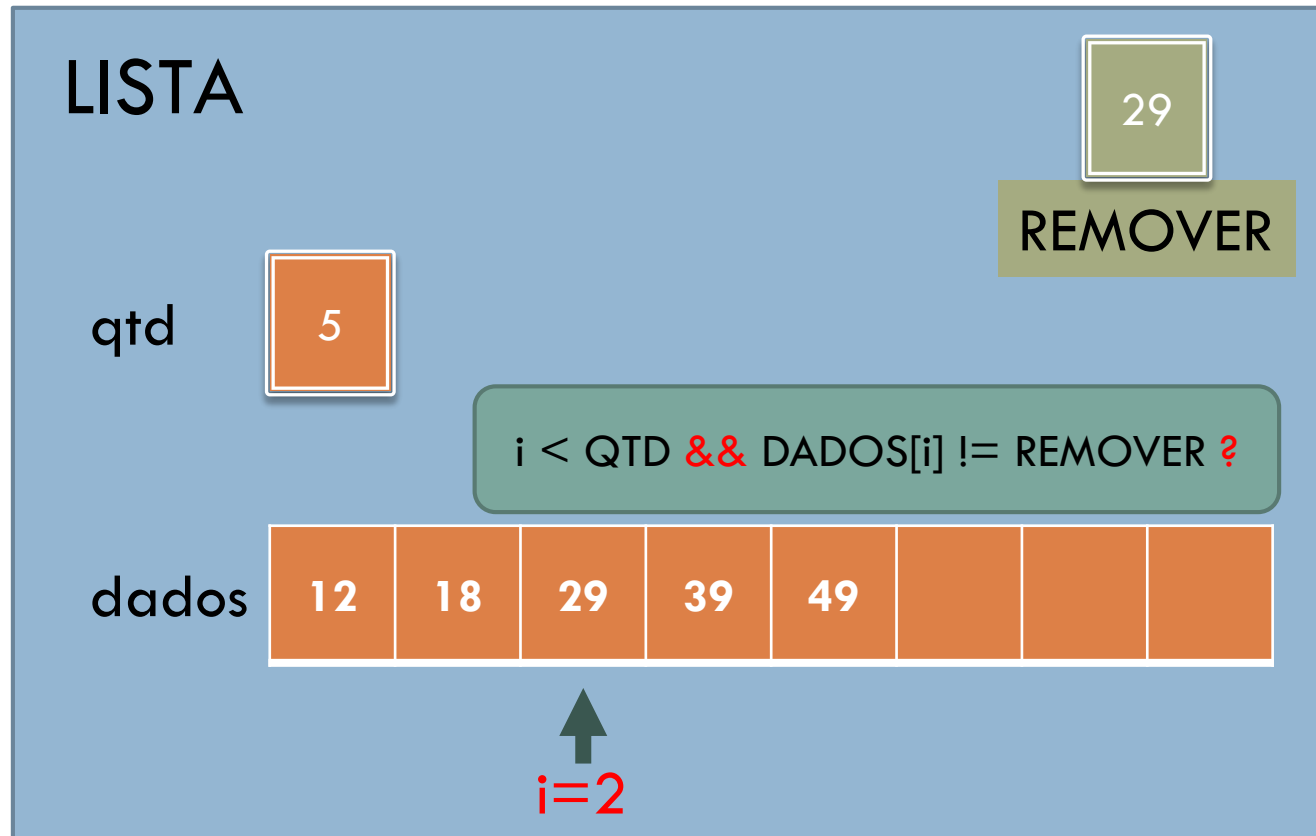 LISTA
29
REMOVER
qtd
5
i < QTD && DADOS[i] != REMOVER ?
dados 12 18 29 39 49
i=2